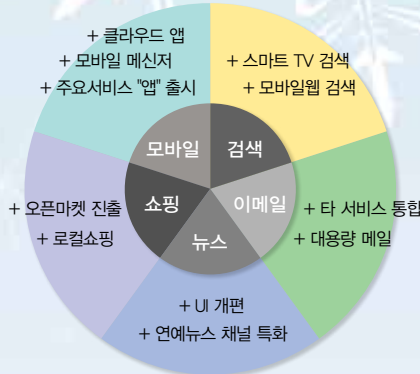 + 클라우드 앱
+ 모바일 메신저
+ 주요서비스 "앱" 출시
+ 스마트 TV 검색
+ 모바일웹 검색
모바일
검색
쇼핑
이메일
뉴스
+ 오픈마켓 진출
+ 로컬쇼핑
+ 타 서비스 통합
+ 대용량 메일
+ UI 개편
+ 연예뉴스 채널 특화